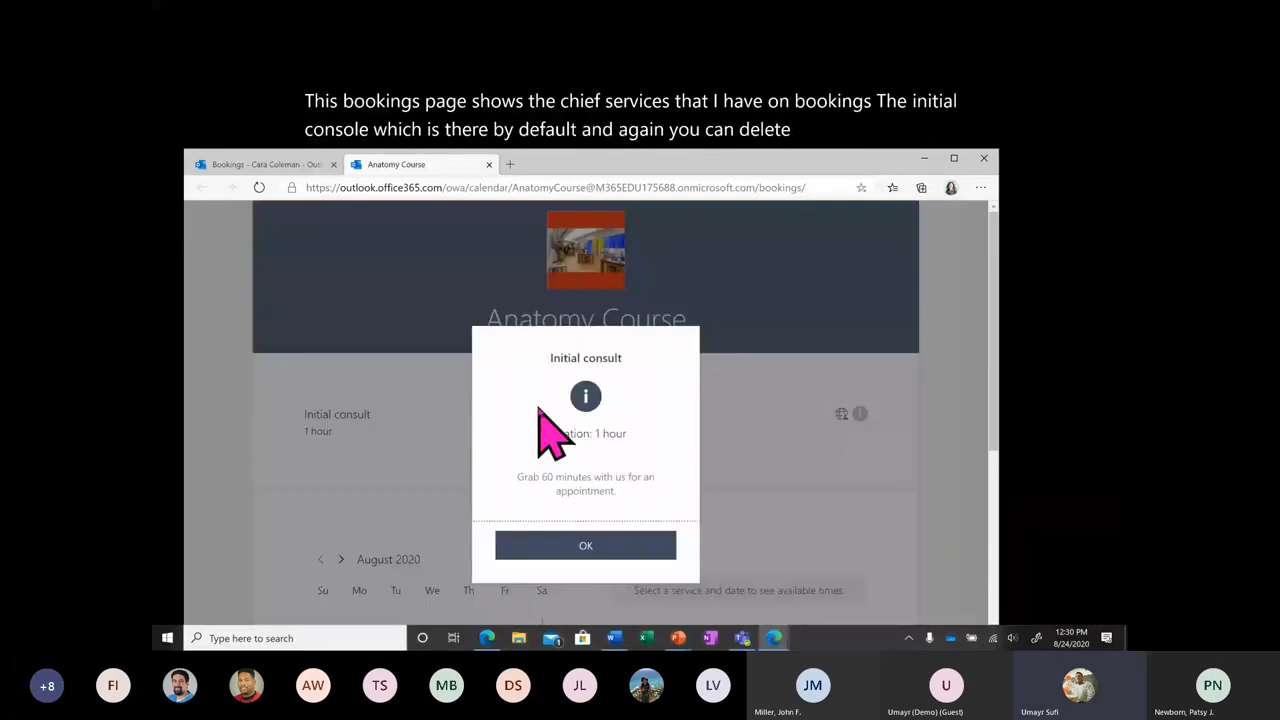 This bookings page shows the chief services that I have on bookings The initial
console which is there by default and again you can delete
Bookings - Cara Coleman - Out
Anatomy Course
https://outlook.office365.com/owa/calendar/AnatomyCourse@M365EDU175688.onmicrosoft.com/bookings/
Anatomy Course
Initial consult
i
Initial consult
1 hour
ation: 1 hour
Grab 60 minutes with us for an
appointment.
OK
August 2020
Su Mo Tu We Th Fr Sa
Select a service and date to see available times
Type here to search
12:30 PM
8/24/2020
+8 FI AW TS MB DS JL LV JM U PN
Miller, John F. Umayr (Demo) (Guest) Umayr Sufi Newborn, Patsy J.